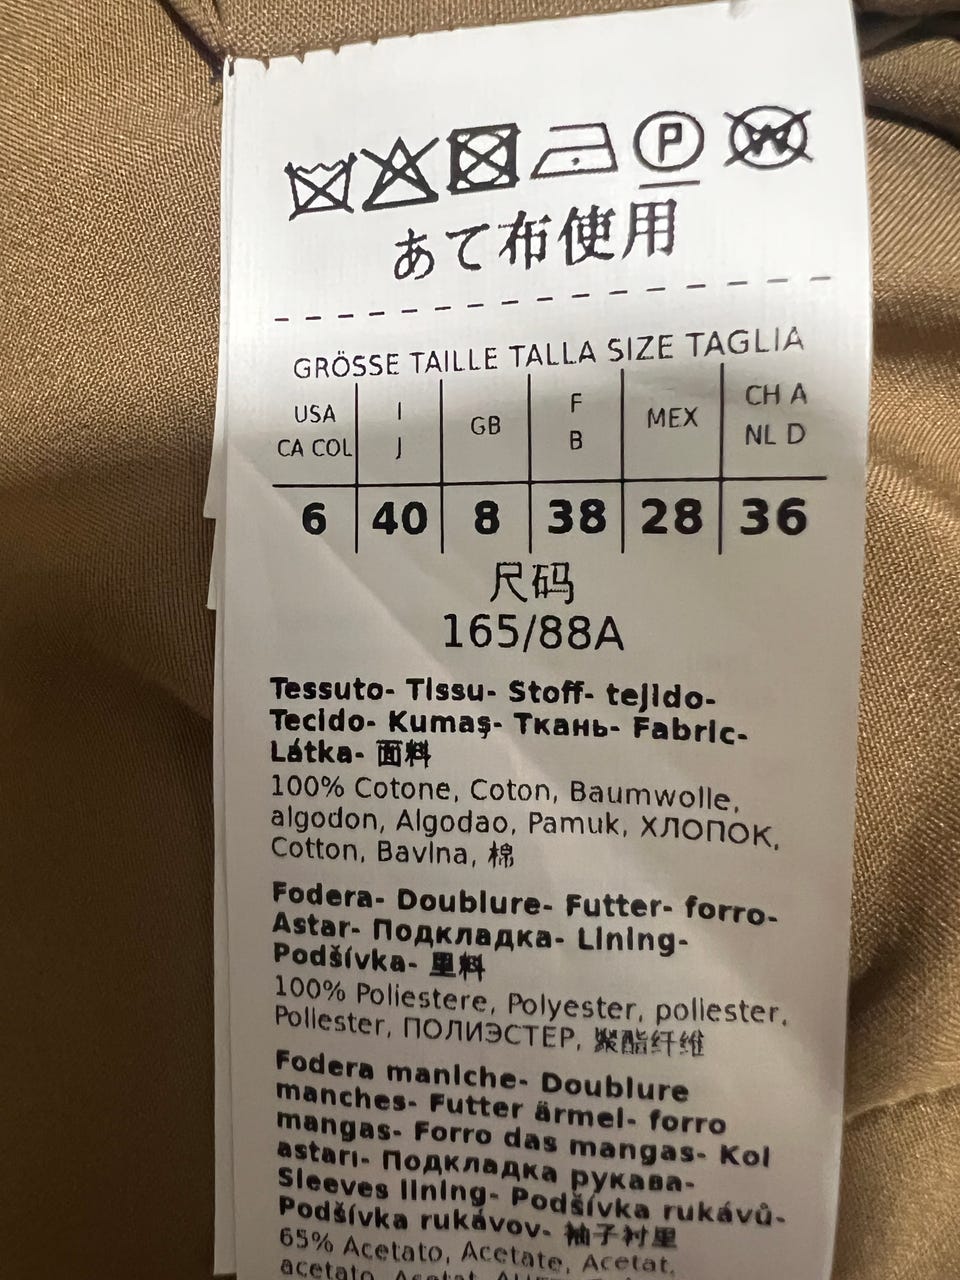 P W
あて布使用
GRÖSSE TAILLE TALLA SIZE TAGLIA
USA CA COL I J GB F B MEX CH A NL D
6 40 8 38 28 36
尺码
165/88A
Tessuto- Tissu- Stoff- tejido-
Tecido- Kumaş- Ткань- Fabric-
Látka- 面料
100% Cotone, Coton, Baumwolle,
algodon, Algodao, Pamuk, ХЛОПОК,
Cotton, Bavlna, 棉
Fodera- Doublure- Futter- forro-
Astar- Подкладка- Lining-
Podšívka- 里料
100% Poliestere, Polyester, poliester,
Poliester, ПОЛИЭСТЕР, 聚酯纤维
Fodera maniche- Doublure
manches- Futter ärmel- forro
mangas- Forro das mangas- Kol
astarı- Подкладка рукава-
Sleeves lining- Podšívka rukávů-
Podšívka rukávov- 袖子衬里
65% Acetato, Acetate, Acetat,
acetato, Asetat,